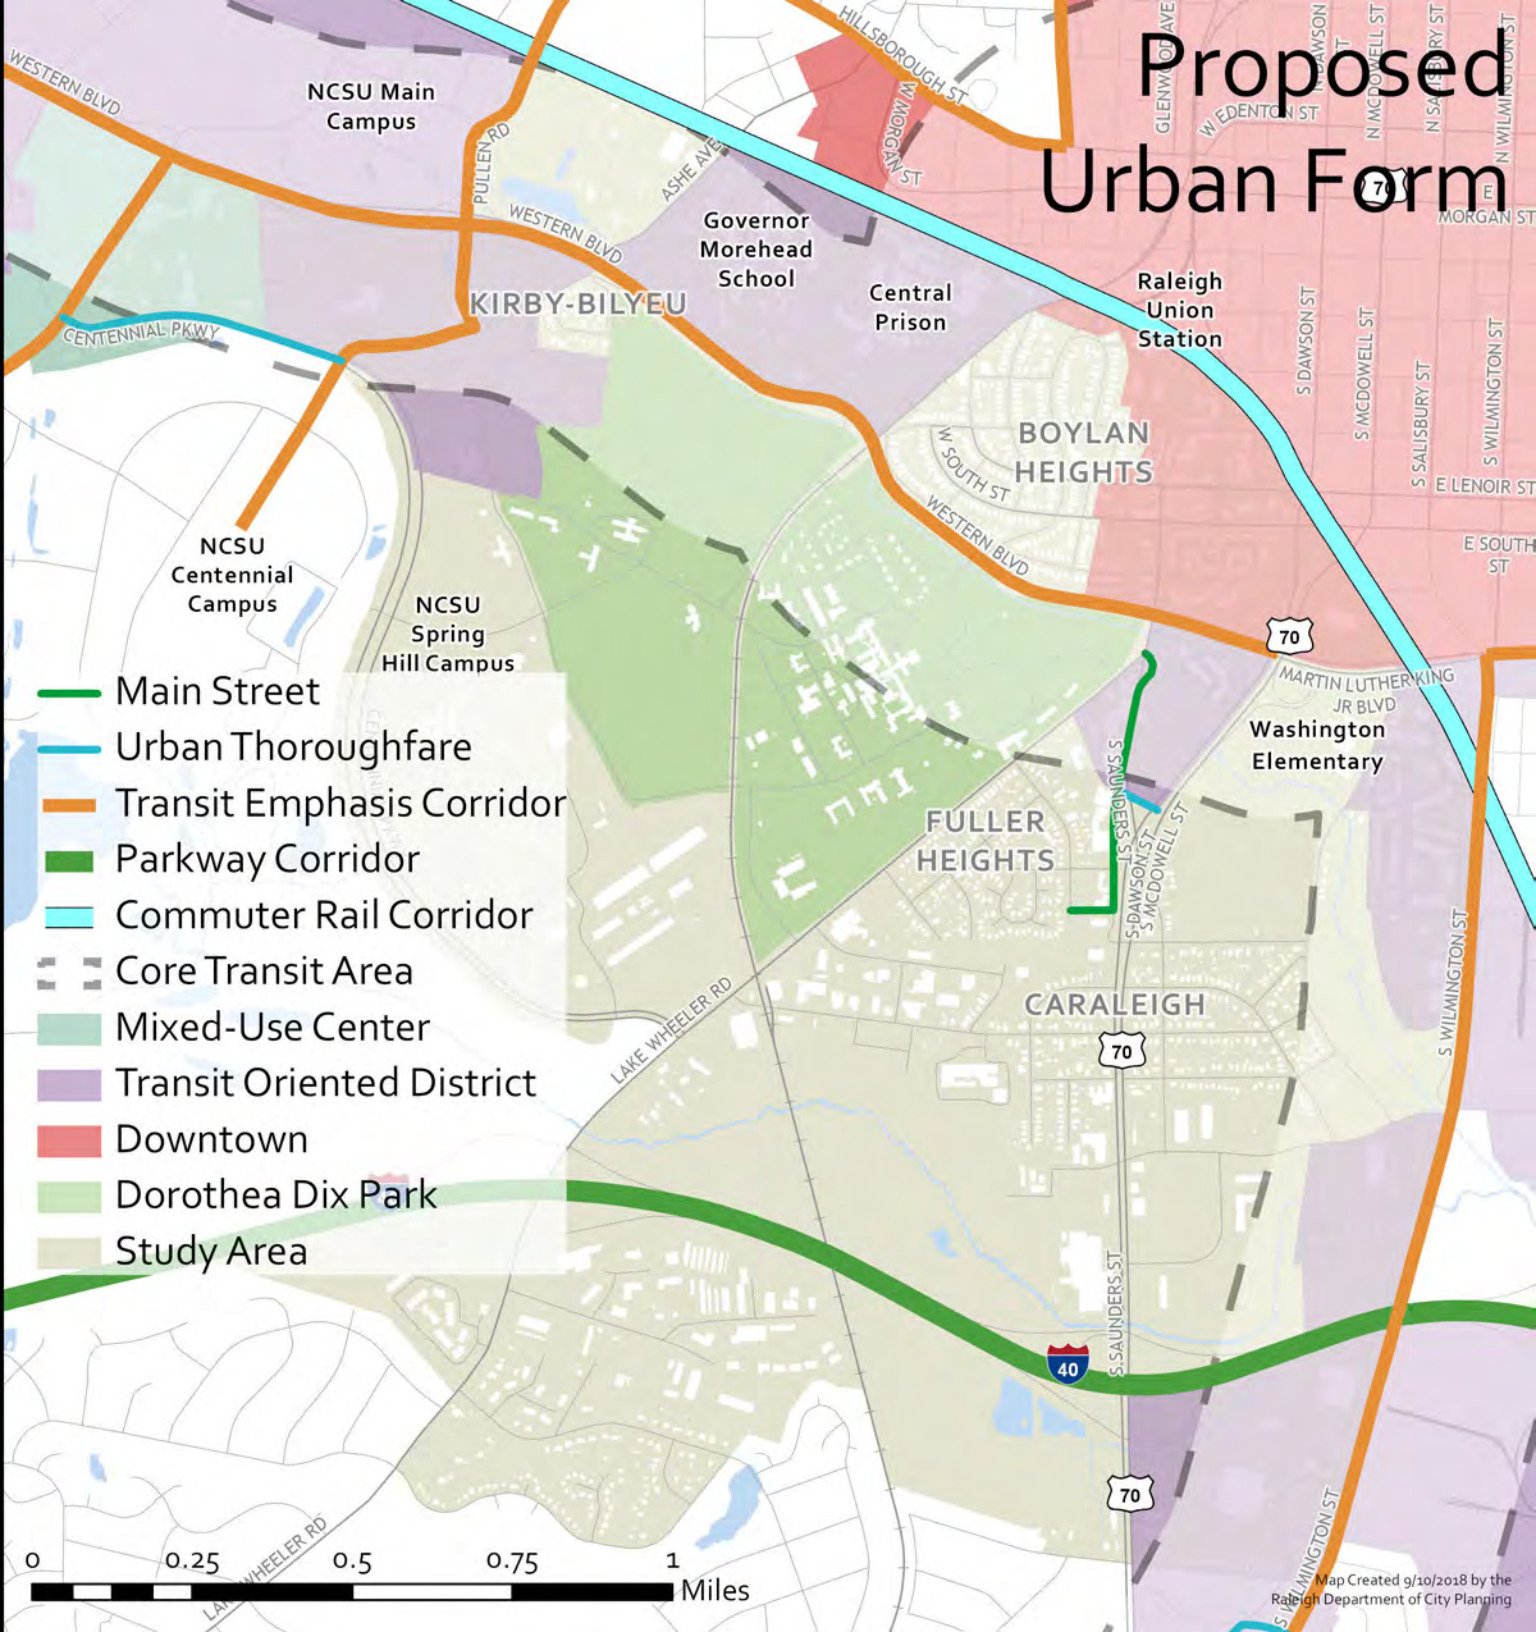 Proposed
Urban Form
HILLSBOROUGH ST
GLENWOOD AVE
N DAWSON ST
N MCDOWELL ST
N SALISBURY ST
N WILMINGTON ST
W EDENTON ST
WESTERN BLVD
NCSU Main
Campus
PULLEN RD
ASHE AVE
W MORGAN ST
70
E
MORGAN ST
WESTERN BLVD
Governor
Morehead
School
Central
Prison
Raleigh
Union
Station
KIRBY-BILYEU
CENTENNIAL PKWY
S DAWSON ST
S MCDOWELL ST
S SALISBURY ST
S WILMINGTON ST
BOYLAN
HEIGHTS
W SOUTH ST
E LENOIR ST
WESTERN BLVD
E SOUTH
ST
NCSU
Centennial
Campus
NCSU
Spring
Hill Campus
70
MARTIN LUTHER KING
JR BLVD
Washington
Elementary
S SAUNDERS ST
S DAWSON ST
S MCDOWELL ST
FULLER
HEIGHTS
CARALEIGH
70
S WILMINGTON ST
LAKE WHEELER RD
Main Street
Urban Thoroughfare
Transit Emphasis Corridor
Parkway Corridor
Commuter Rail Corridor
Core Transit Area
Mixed-Use Center
Transit Oriented District
Downtown
Dorothea Dix Park
Study Area
S SAUNDERS ST
40
70
S WILMINGTON ST
LAKE WHEELER RD
0 0.25 0.5 0.75 1
Miles
Map Created 9/10/2018 by the
Raleigh Department of City Planning